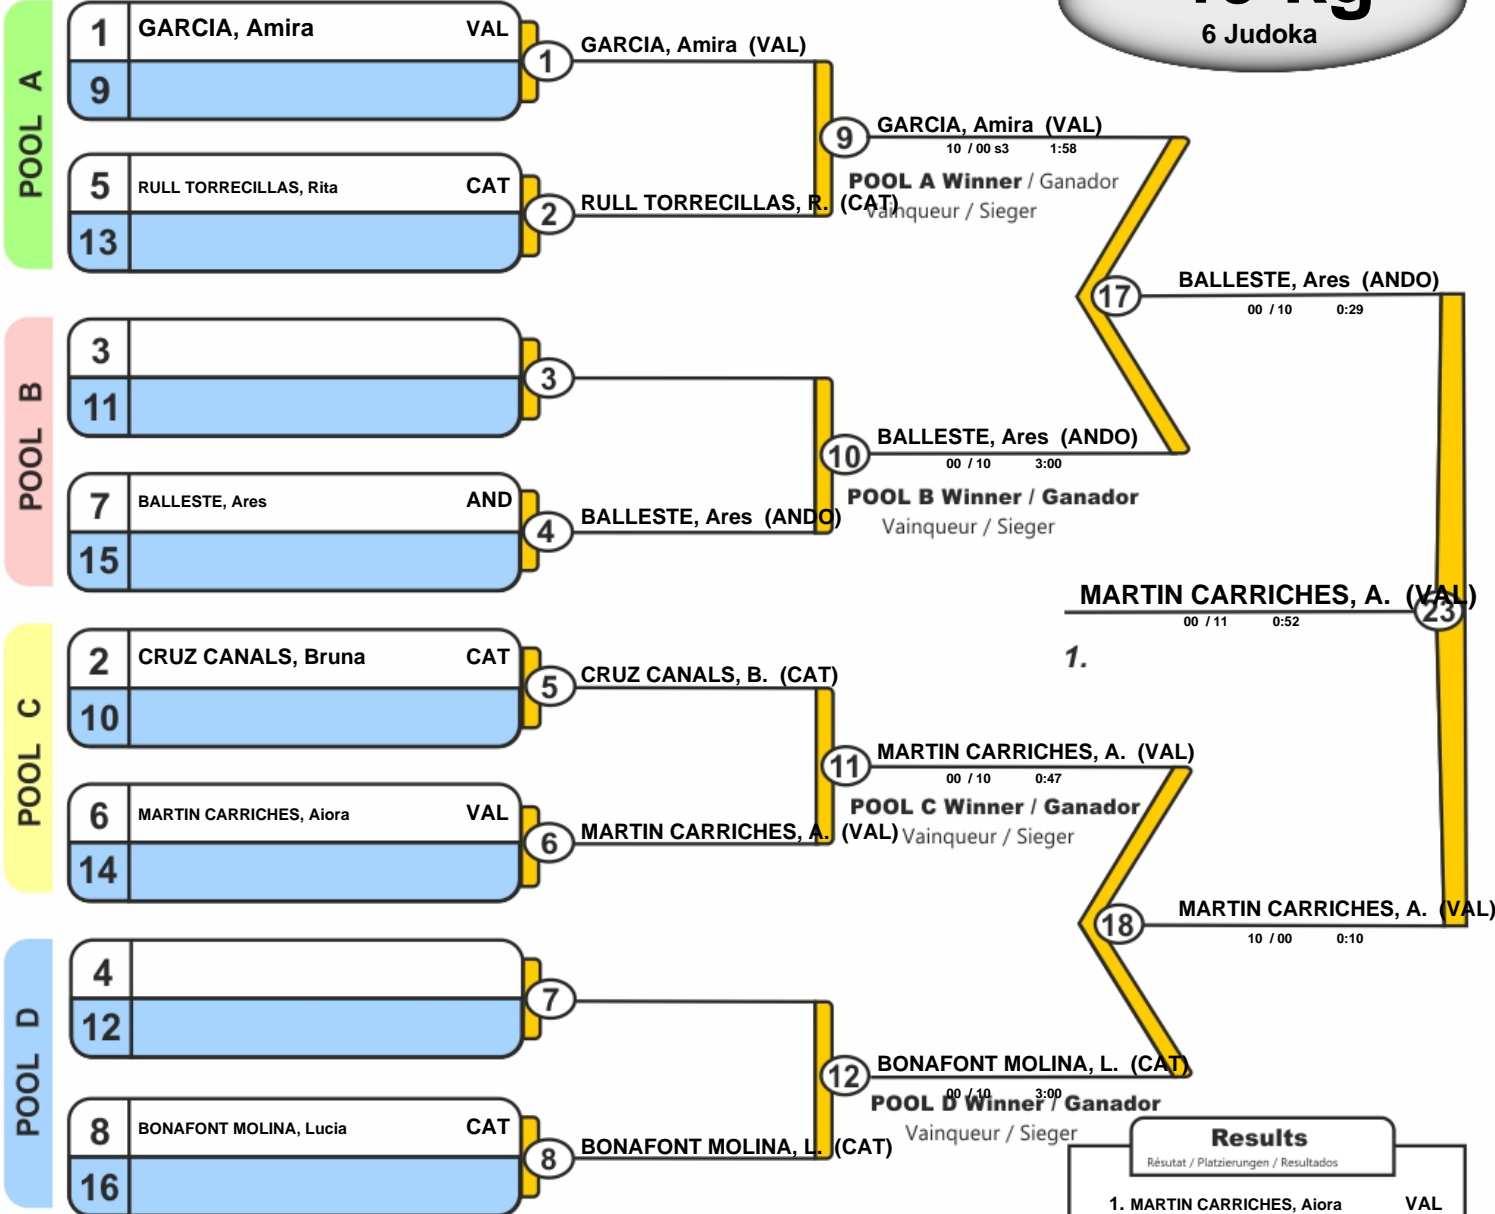 6 Judoka
POOL A
1 GARCIA, Amira VAL
9
1
GARCIA, Amira (VAL)
5 RULL TORRECILLAS, Rita CAT
13
2
RULL TORRECILLAS, R. (CAT)
9
GARCIA, Amira (VAL)
10 / 00 s3 1:58
POOL A Winner / Ganador
Vainqueur / Sieger
POOL B
3
11
3
7 BALLESTE, Ares AND
15
4
BALLESTE, Ares (ANDO)
10
BALLESTE, Ares (ANDO)
00 / 10 3:00
POOL B Winner / Ganador
Vainqueur / Sieger
17
BALLESTE, Ares (ANDO)
00 / 10 0:29
MARTIN CARRICHES, A. (VAL)
23
00 / 11 0:52
1.
POOL C
2 CRUZ CANALS, Bruna CAT
10
5
CRUZ CANALS, B. (CAT)
6 MARTIN CARRICHES, Aiora VAL
14
6
MARTIN CARRICHES, A. (VAL)
11
MARTIN CARRICHES, A. (VAL)
00 / 10 0:47
POOL C Winner / Ganador
Vainqueur / Sieger
18
MARTIN CARRICHES, A. (VAL)
10 / 00 0:10
POOL D
4
12
7
8 BONAFONT MOLINA, Lucia CAT
16
8
BONAFONT MOLINA, L. (CAT)
12
BONAFONT MOLINA, L. (CAT)
00 / 10 3:00
POOL D Winner / Ganador
Vainqueur / Sieger
Results
Résutat / Platzierungen / Resultados
1. MARTIN CARRICHES, Aiora VAL